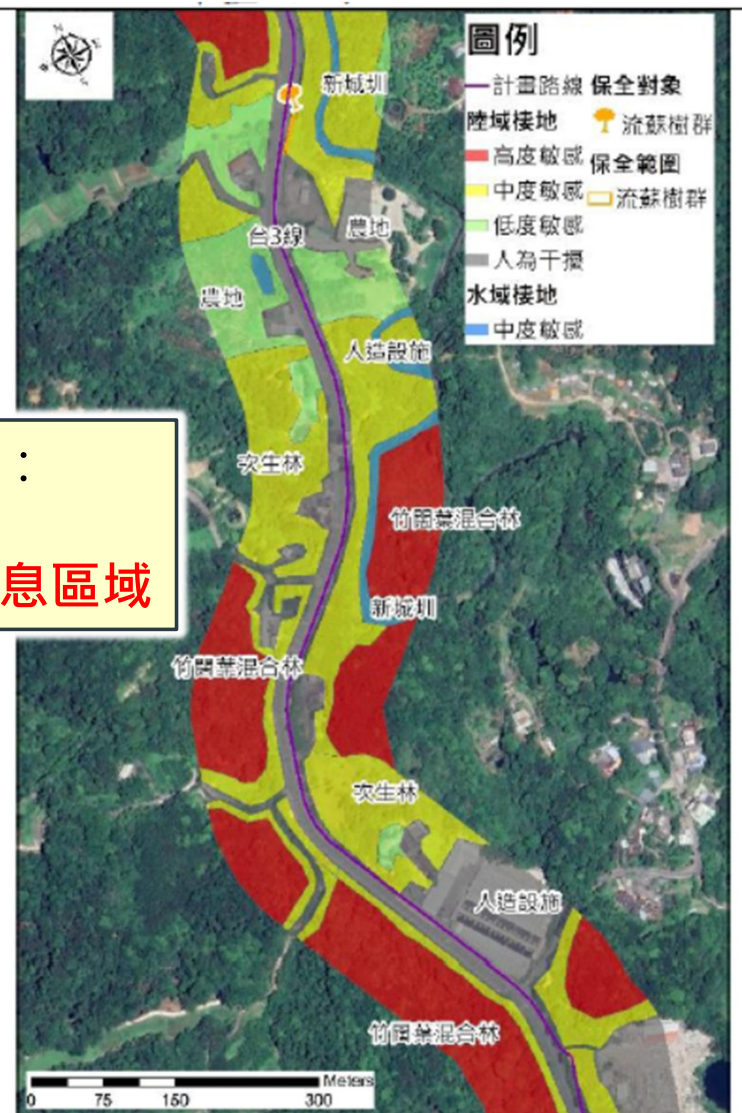 圖例
計畫路線
陸域棲地
高度敏感
中度敏感
低度敏感
人為干擾
水域棲地
中度敏感
保全對象
流蘇樹群
保全範圍
流蘇樹群
新城圳
台3線
農地
農地
人造設施
次生林
竹闊葉混合林
：
息區域
新城圳
竹闊葉混合林
次生林
人造設施
竹闊葉混合林
Meters
0 75 150 300